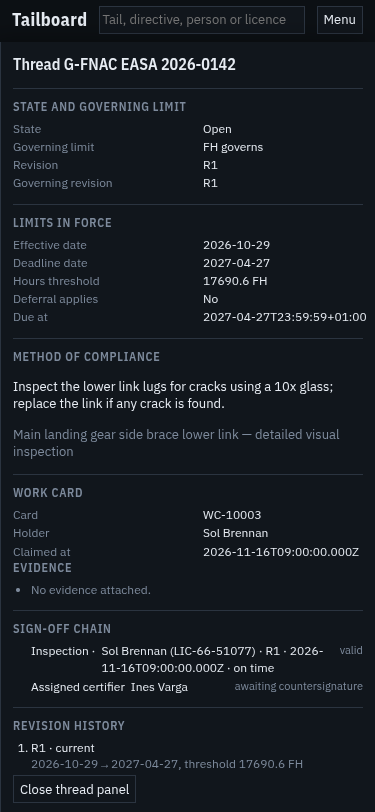 Tailboard
Tail, directive, person or licence
Menu
Thread G-FNAC EASA 2026-0142
STATE AND GOVERNING LIMIT
State Open
Governing limit FH governs
Revision R1
Governing revision R1
LIMITS IN FORCE
Effective date 2026-10-29
Deadline date 2027-04-27
Hours threshold 17690.6 FH
Deferral applies No
Due at 2027-04-27T23:59:59+01:00
METHOD OF COMPLIANCE
Inspect the lower link lugs for cracks using a 10x glass;
replace the link if any crack is found.
Main landing gear side brace lower link — detailed visual
inspection
WORK CARD
Card WC-10003
Holder Sol Brennan
Claimed at 2026-11-16T09:00:00.000Z
EVIDENCE
• No evidence attached.
SIGN-OFF CHAIN
Inspection · Sol Brennan (LIC-66-51077) · R1 · 2026- valid
11-16T09:00:00.000Z · on time
Assigned certifier Ines Varga awaiting countersignature
REVISION HISTORY
1. R1 · current
2026-10-29→2027-04-27, threshold 17690.6 FH
Close thread panel